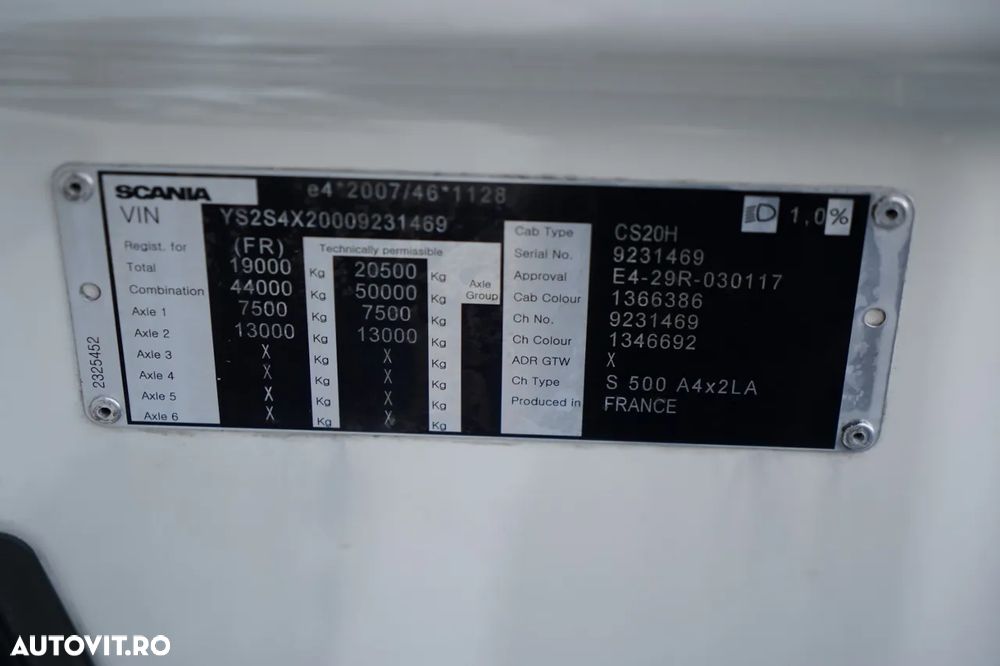 SCANIA e4*2007/46*1128
VIN YS2S4X20009231469
1,0%
Regist. for (FR) Technically permissible
Total 19000 Kg 20500 Kg
Combination 44000 Kg 50000 Kg Axle Group
Axle 1 7500 Kg 7500 Kg
Axle 2 13000 Kg 13000 Kg
Axle 3 X Kg X Kg
Axle 4 X Kg X Kg
Axle 5 X Kg X Kg
Axle 6 X Kg X Kg
Cab Type CS20H
Serial No. 9231469
Approval E4-29R-030117
Cab Colour 1366386
Ch No. 9231469
Ch Colour 1346692
ADR GTW X
Ch Type S 500 A4x2LA
Produced in FRANCE
2325452
AUTOVIT.RO